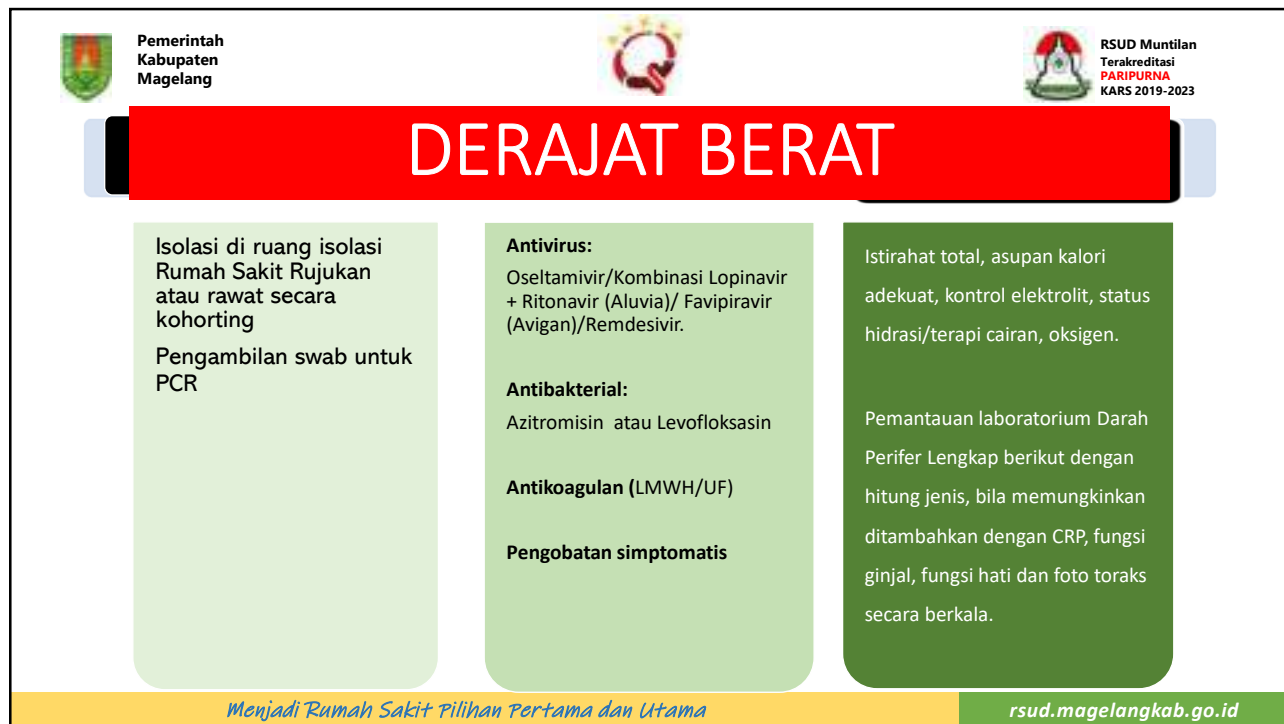 Pemerintah
Kabupaten
Magelang
RSUD Muntilan
Terakreditasi
PARIPURNA
KARS 2019-2023
DERAJAT BERAT
Isolasi di ruang isolasi
Rumah Sakit Rujukan
atau rawat secara
kohorting
Pengambilan swab untuk
PCR
Antivirus:
Oseltamivir/Kombinasi Lopinavir
+ Ritonavir (Aluvia)/ Favipiravir
(Avigan)/Remdesivir.
Antibakterial:
Azitromisin atau Levofloksasin
Antikoagulan (LMWH/UF)
Pengobatan simptomatis
Istirahat total, asupan kalori
adekuat, kontrol elektrolit, status
hidrasi/terapi cairan, oksigen.
Pemantauan laboratorium Darah
Perifer Lengkap berikut dengan
hitung jenis, bila memungkinkan
ditambahkan dengan CRP, fungsi
ginjal, fungsi hati dan foto toraks
secara berkala.
Menjadi Rumah Sakit Pilihan Pertama dan Utama
rsud.magelangkab.go.id